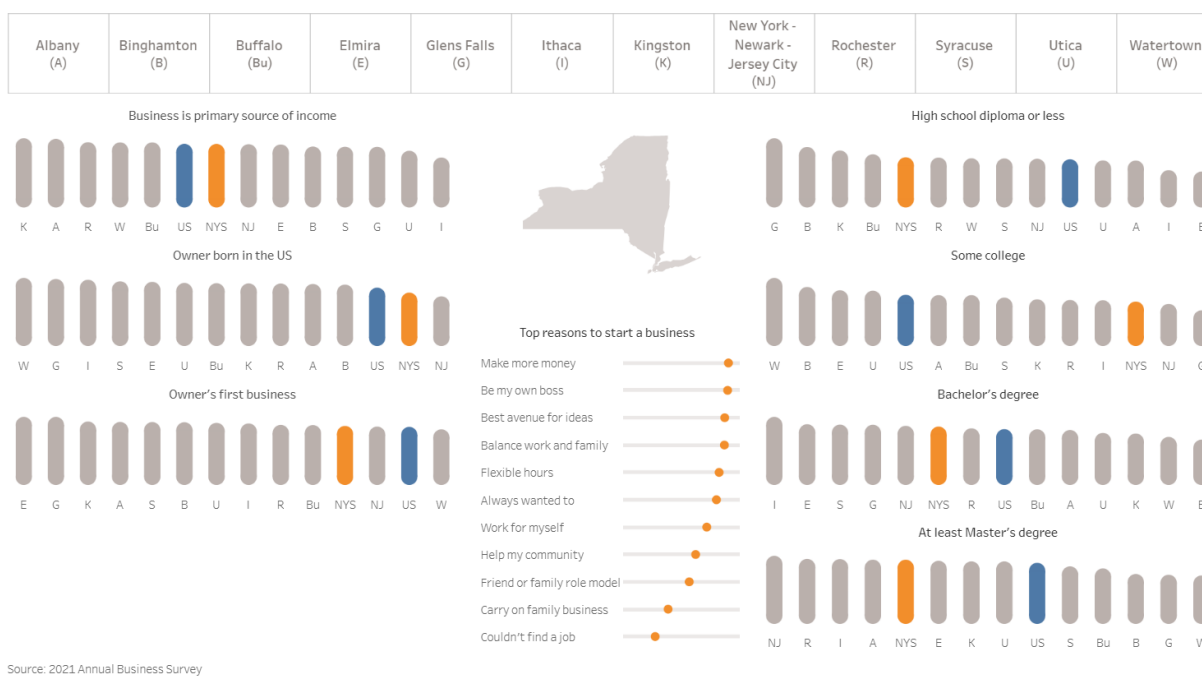 Albany
(A)
Binghamton
(B)
Buffalo
(Bu)
Elmira
(E)
Glens Falls
(G)
Ithaca
(I)
Kingston
(K)
New York -
Newark -
Jersey City
(NJ)
Rochester
(R)
Syracuse
(S)
Utica
(U)
Watertown
(W)
Business is primary source of income
K A R W Bu US NYS NJ E B S G U I
Owner born in the US
W G I S E U Bu K R A B US NYS NJ
Owner's first business
E G K A S B U I R Bu NYS NJ US W
Top reasons to start a business
Make more money
Be my own boss
Best avenue for ideas
Balance work and family
Flexible hours
Always wanted to
Work for myself
Help my community
Friend or family role model
Carry on family business
Couldn't find a job
High school diploma or less
G B K Bu NYS R W S NJ US U A I
Some college
W B E U US A Bu S K R I NYS NJ
Bachelor's degree
I E S G NJ NYS R US Bu A U K W
At least Master's degree
NJ R I A NYS E K U US S Bu B G
Source: 2021 Annual Business Survey